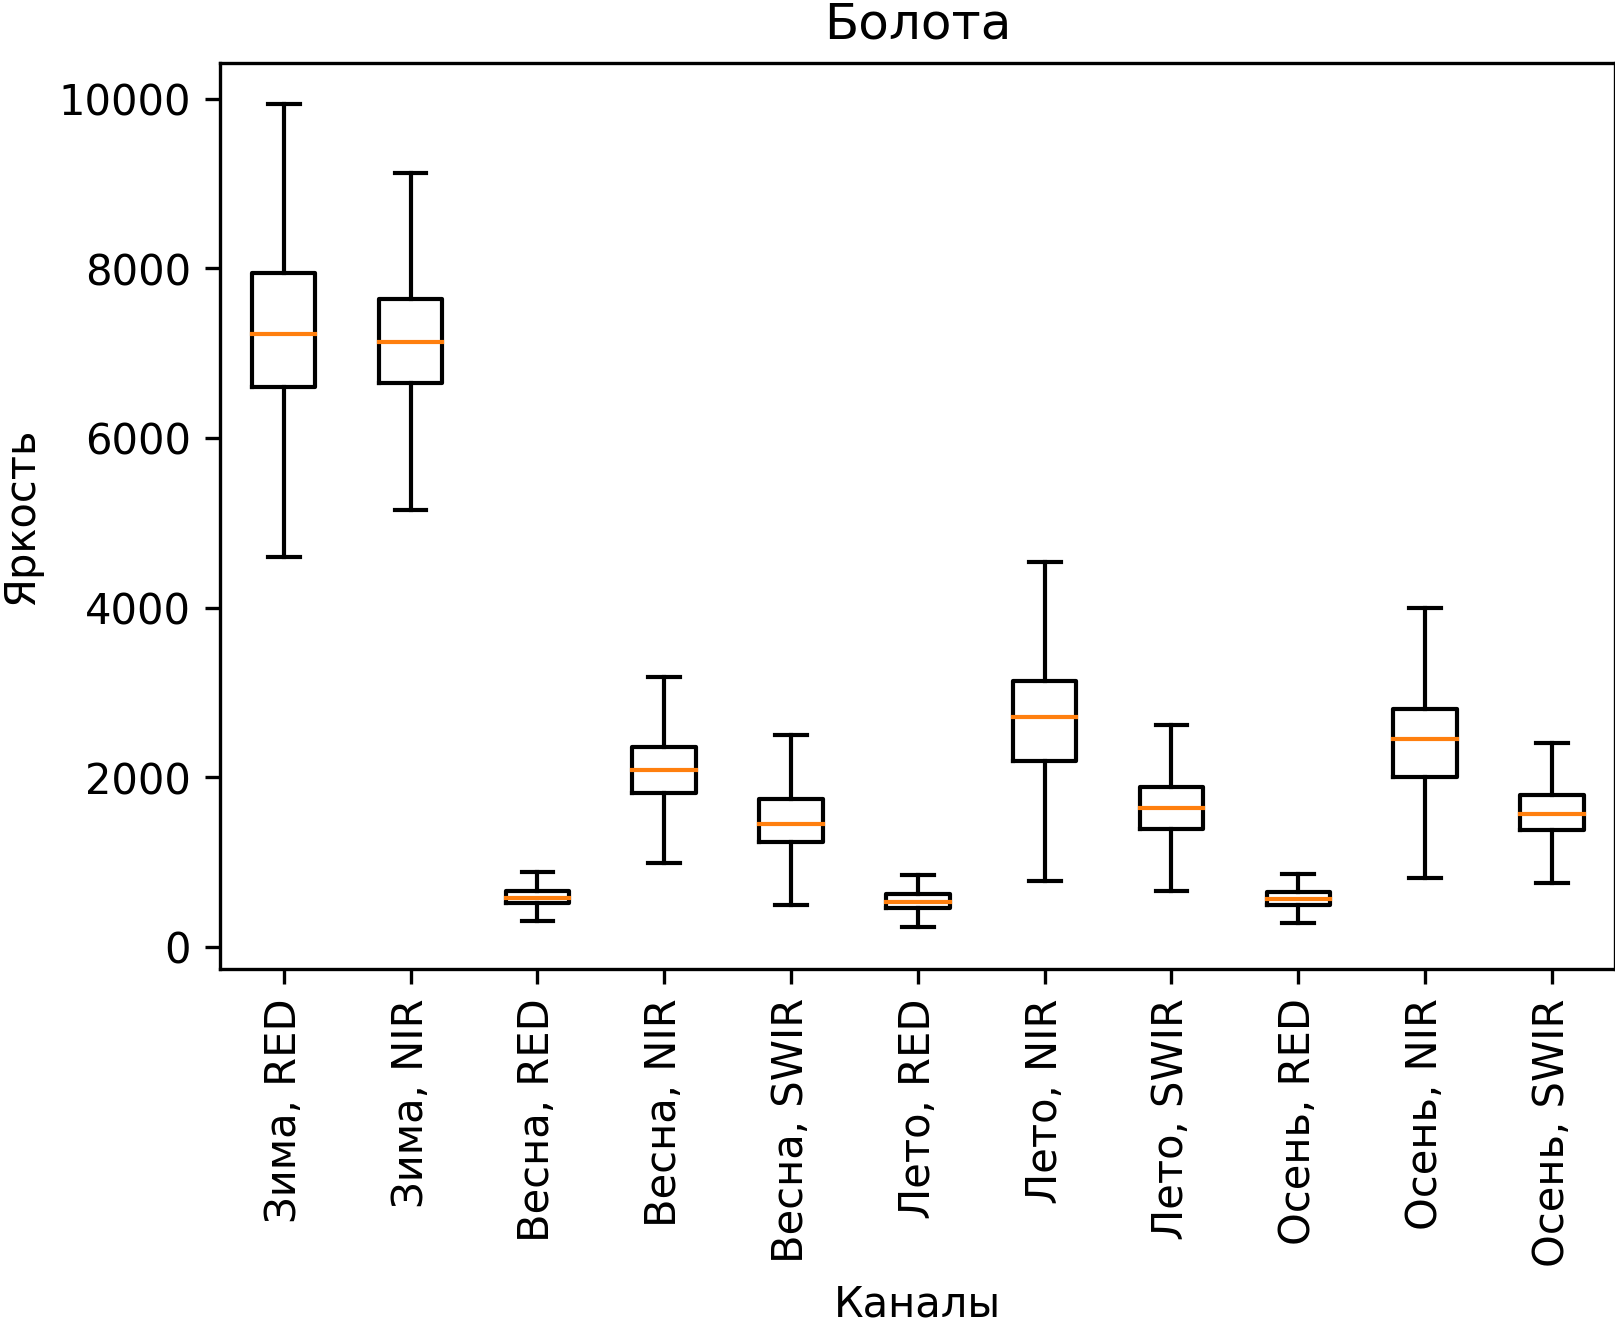 Болота
10000
8000
6000
4000
2000
0
Яркость
Зима, RED
Зима, NIR
Весна, RED
Весна, NIR
Весна, SWIR
Лето, RED
Лето, NIR
Лето, SWIR
Осень, RED
Осень, NIR
Осень, SWIR
Каналы